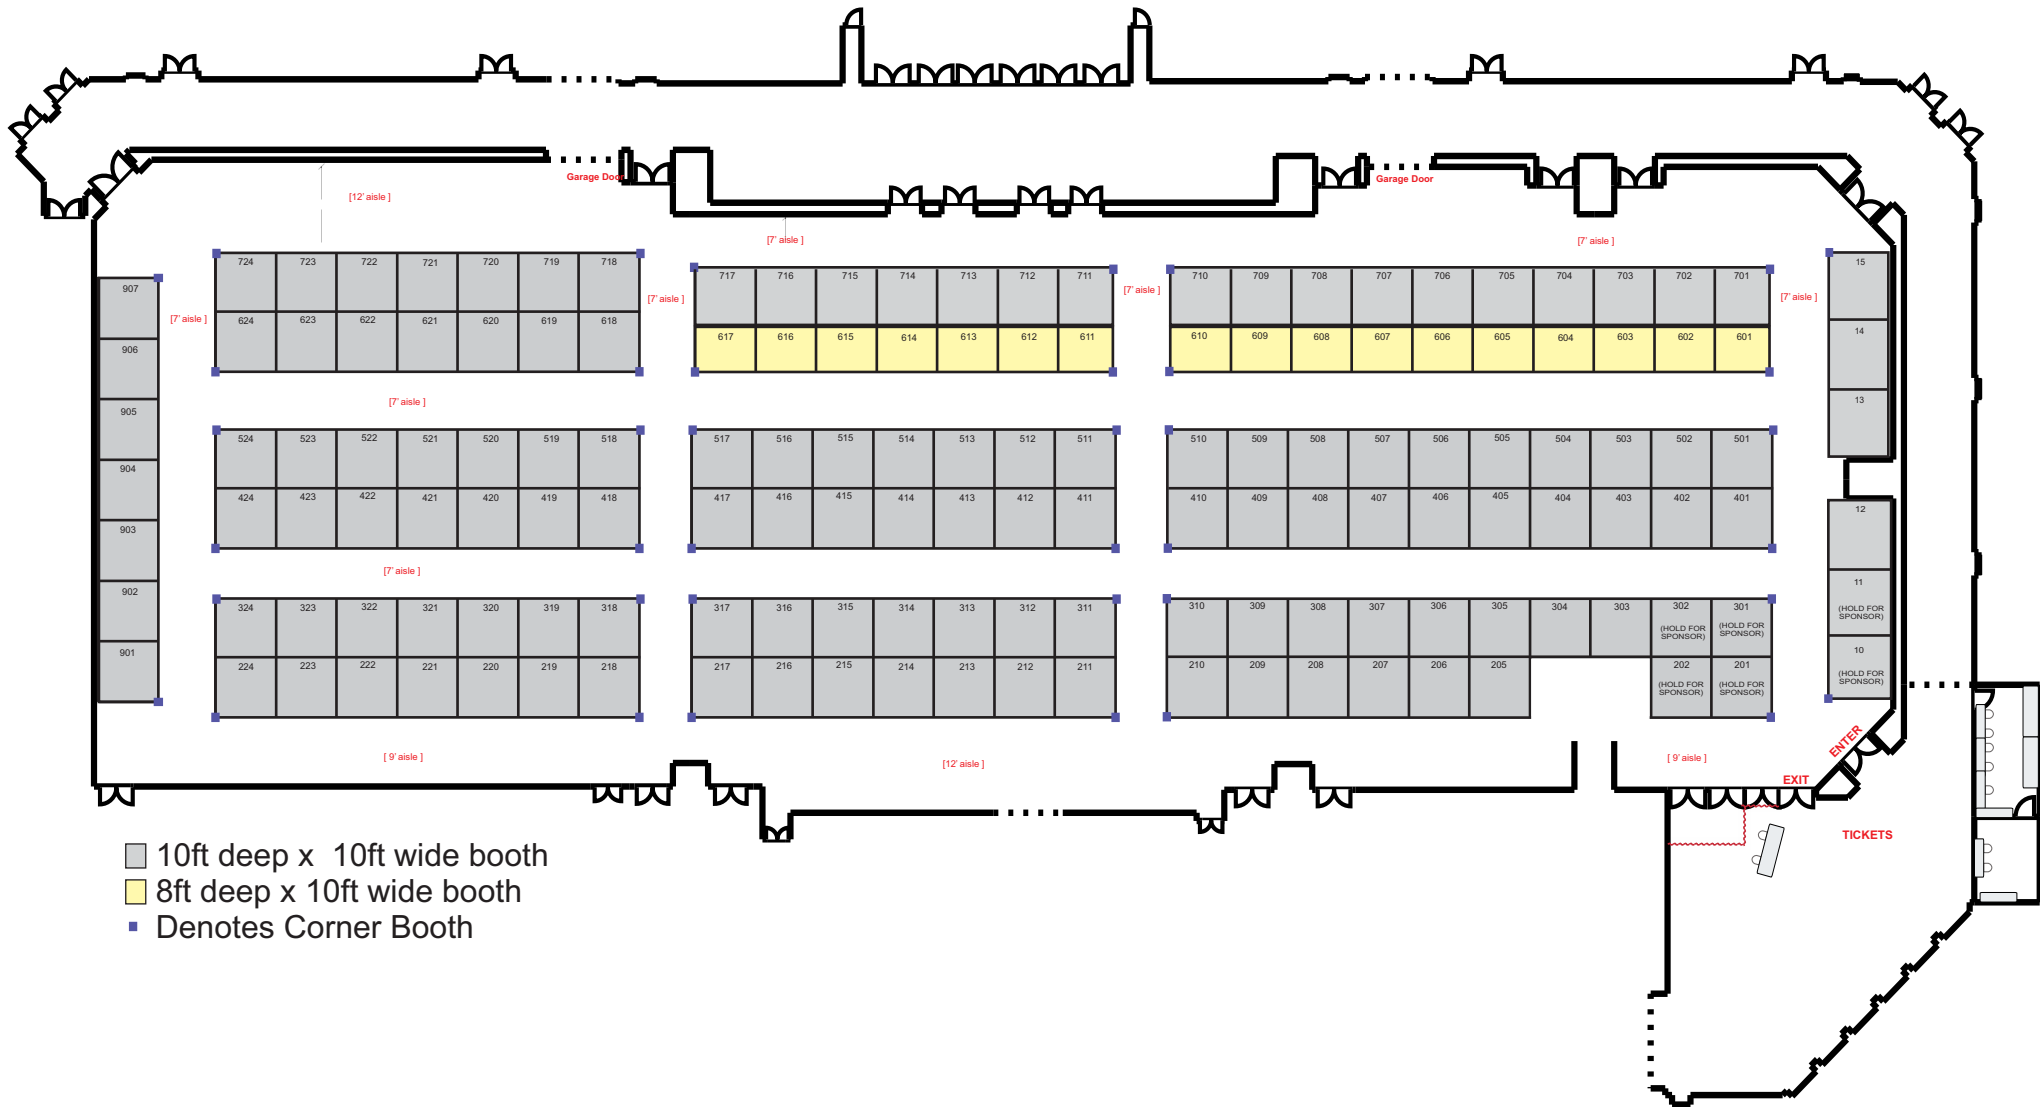 Garage Door
Garage Door
[12' aisle ]
[7' aisle ]
[7' aisle ]
724 723 722 721 720 719 718
717 716 715 714 713 712 711
710 709 708 707 706 705 704 703 702 701
15
907
[7' aisle ]
[7' aisle ]
[7' aisle ]
[7' aisle ]
624 623 622 621 620 619 618
617 616 615 614 613 612 611
610 609 608 607 606 605 604 603 602 601
14
906
[7' aisle ]
13
905
524 523 522 521 520 519 518
517 516 515 514 513 512 511
510 509 508 507 506 505 504 503 502 501
904
424 423 422 421 420 419 418
417 416 415 414 413 412 411
410 409 408 407 406 405 404 403 402 401
12
903
[7' aisle ]
11
(HOLD FOR
SPONSOR)
902
324 323 322 321 320 319 318
317 316 315 314 313 312 311
310 309 308 307 306 305 304 303 302 301
(HOLD FOR
SPONSOR)
(HOLD FOR
SPONSOR)
901
224 223 222 221 220 219 218
217 216 215 214 213 212 211
210 209 208 207 206 205 202 201
(HOLD FOR
SPONSOR)
(HOLD FOR
SPONSOR)
10
(HOLD FOR
SPONSOR)
[ 9' aisle ]
[12' aisle ]
[ 9' aisle ]
ENTER
EXIT
TICKETS
10ft deep x 10ft wide booth
8ft deep x 10ft wide booth
Denotes Corner Booth